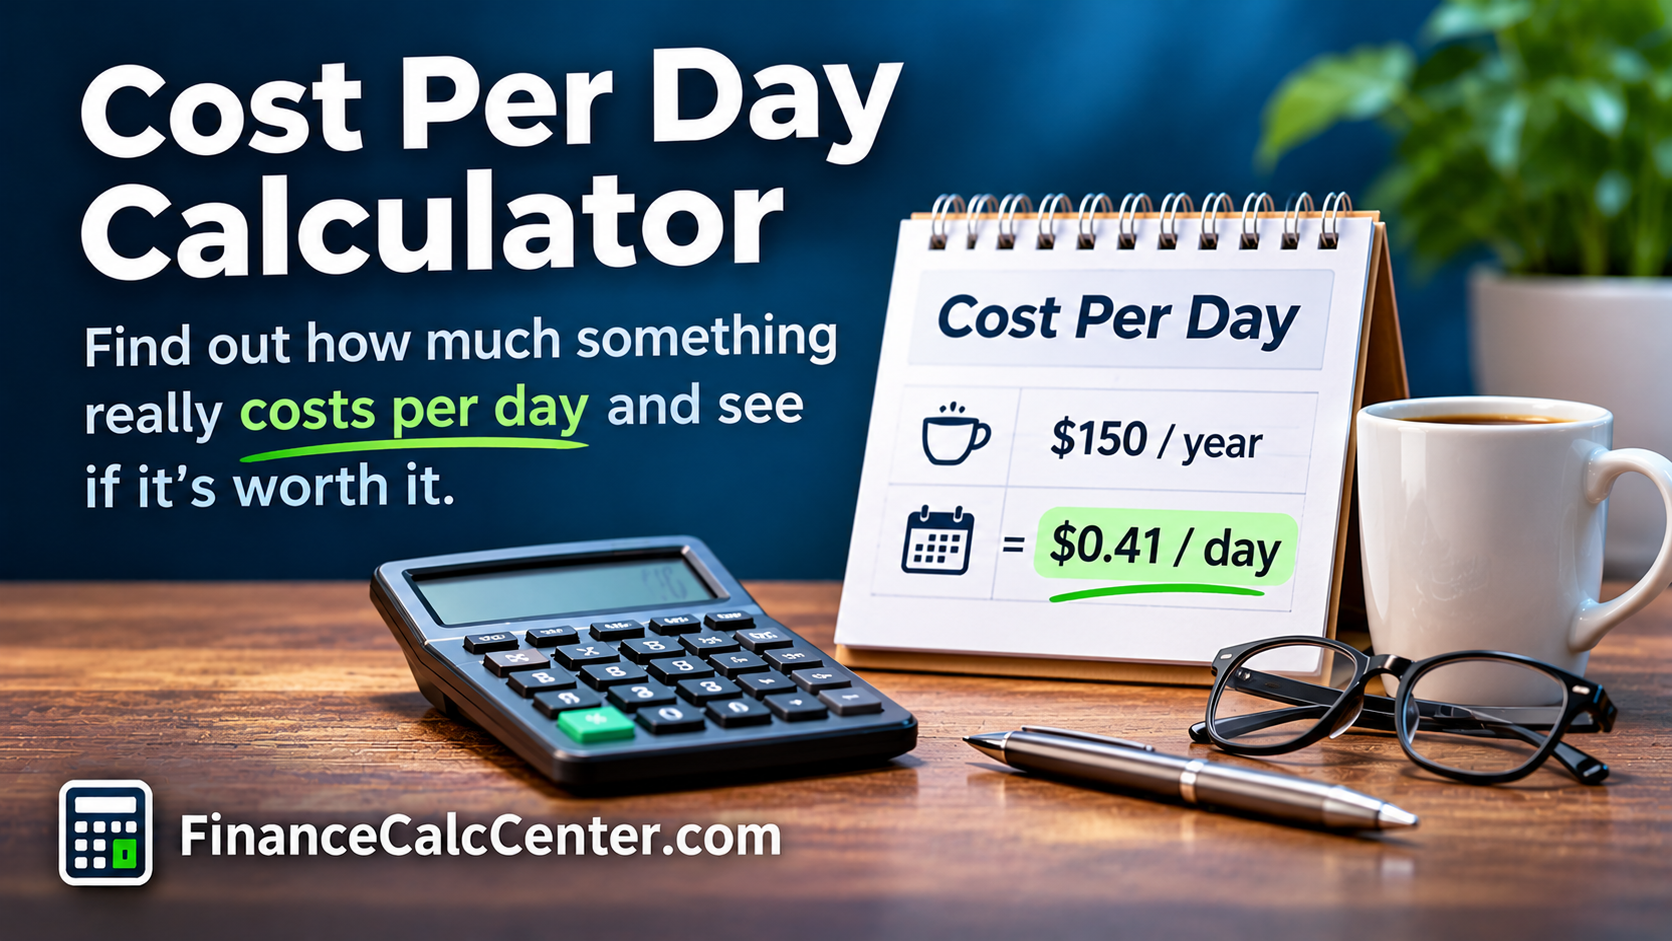 Cost Per Day
Calculator
Find out how much something
really costs per day and see
if it's worth it.
Cost Per Day
$150 / year
= $0.41 / day
FinanceCalcCenter.com